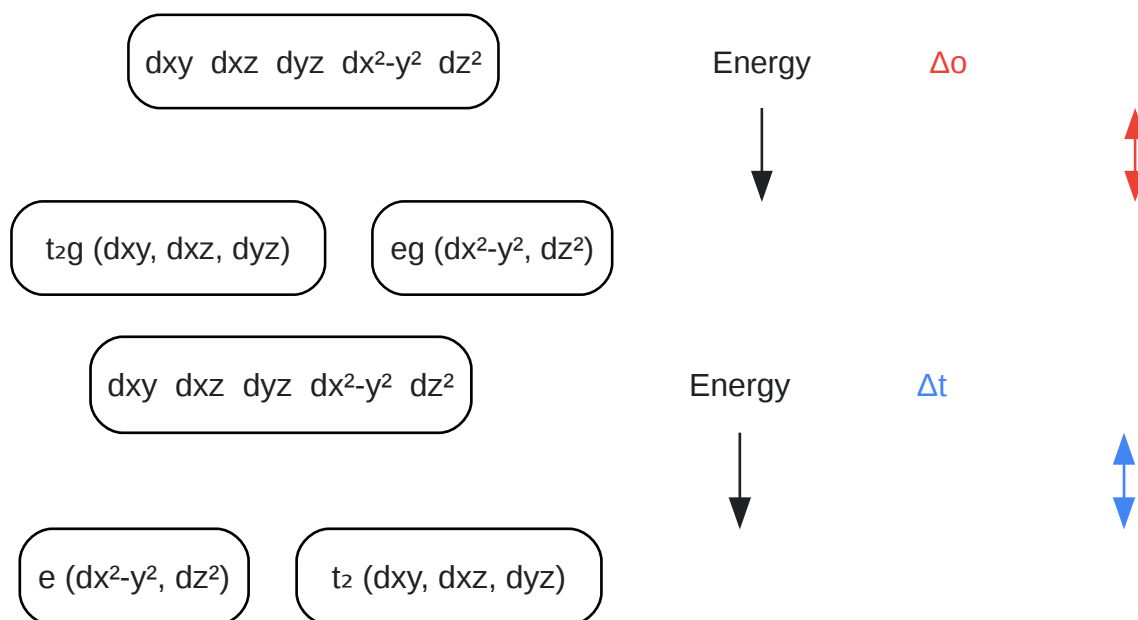 dxy dxz dyz dx²-y² dz² Energy Δo
t₂g (dxy, dxz, dyz) eg (dx²-y², dz²)
dxy dxz dyz dx²-y² dz² Energy Δt
e (dx²-y², dz²) t₂ (dxy, dxz, dyz)